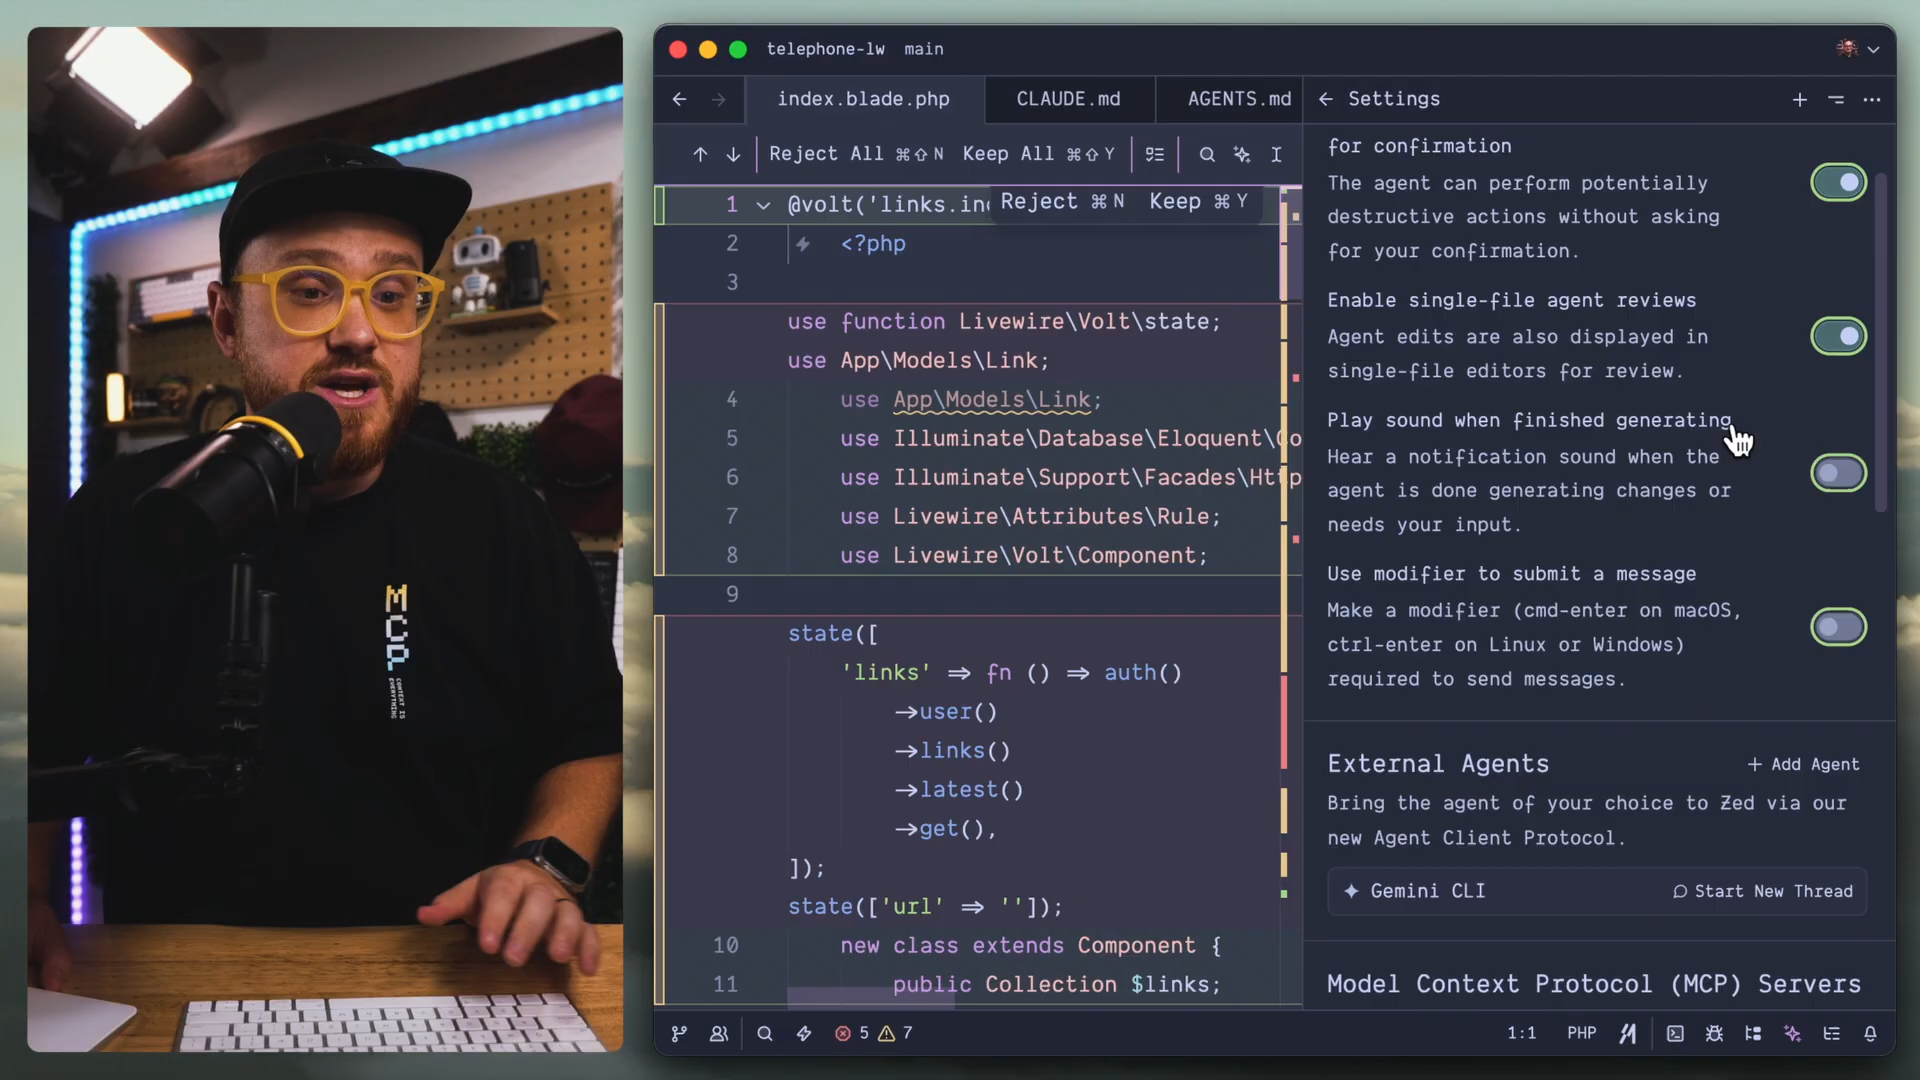 MCP
CONTEXT IS
EVERYTHING
telephone-lw main
index.blade.php
CLAUDE.md
AGENTS.md
Settings
Reject All ⌘⇧N Keep All ⌘⇧Y
1 @volt('links.in
Reject ⌘N Keep ⌘Y
2 <?php
3
use function Livewire\Volt\state;
use App\Models\Link;
4 use App\Models\Link;
5 use Illuminate\Database\Eloquent\Co
6 use Illuminate\Support\Facades\Http
7 use Livewire\Attributes\Rule;
8 use Livewire\Volt\Component;
9
state([
'links' => fn () => auth()
->user()
->links()
->latest()
->get(),
]);
state(['url' => '']);
10 new class extends Component {
11 public Collection $links;
for confirmation
The agent can perform potentially
destructive actions without asking
for your confirmation.
Enable single-file agent reviews
Agent edits are also displayed in
single-file editors for review.
Play sound when finished generating
Hear a notification sound when the
agent is done generating changes or
needs your input.
Use modifier to submit a message
Make a modifier (cmd-enter on macOS,
ctrl-enter on Linux or Windows)
required to send messages.
External Agents
+ Add Agent
Bring the agent of your choice to Zed via our
new Agent Client Protocol.
Gemini CLI
Start New Thread
Model Context Protocol (MCP) Servers
5 7
1:1 PHP